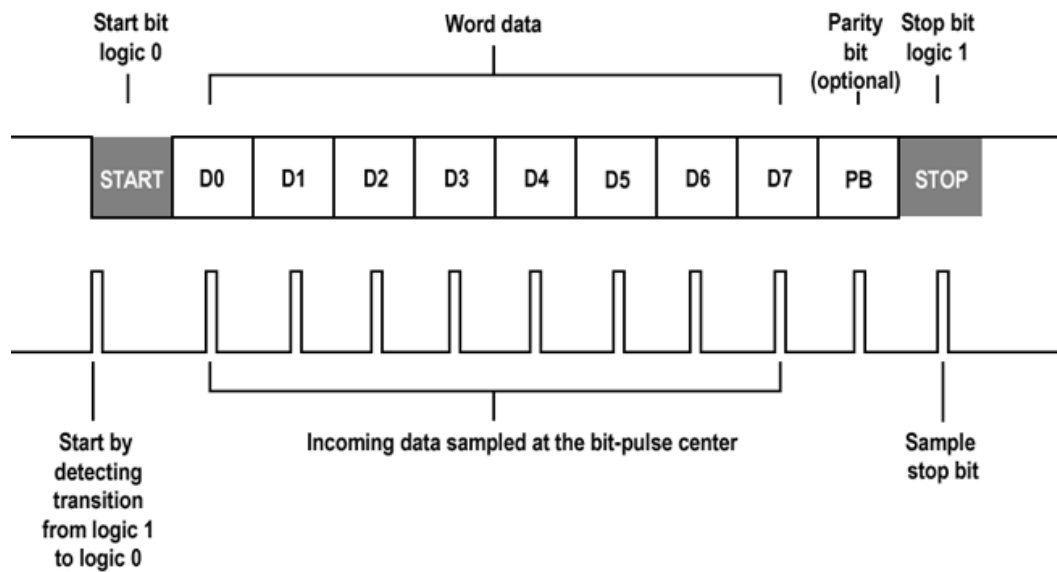 Start bit
logic 0
Word data
Parity
bit
(optional)
Stop bit
logic 1
START
D0
D1
D2
D3
D4
D5
D6
D7
PB
STOP
Start by
detecting
transition
from logic 1
to logic 0
Incoming data sampled at the bit-pulse center
Sample
stop bit